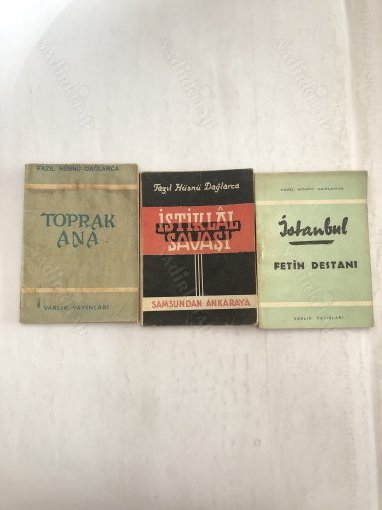 FAZIL HÜSNÜ DAĞLARCA
TOPRAK
ANA
VARLIK YAYINLARI
Fazıl Hüsnü Dağlarca
İSTİKLÂL
SAVAŞI
SAMSUNDAN ANKARAYA
FAZIL HÜSNÜ DAĞLARCA
İstanbul
FETİH DESTANI
VARLIK YAYINLARI